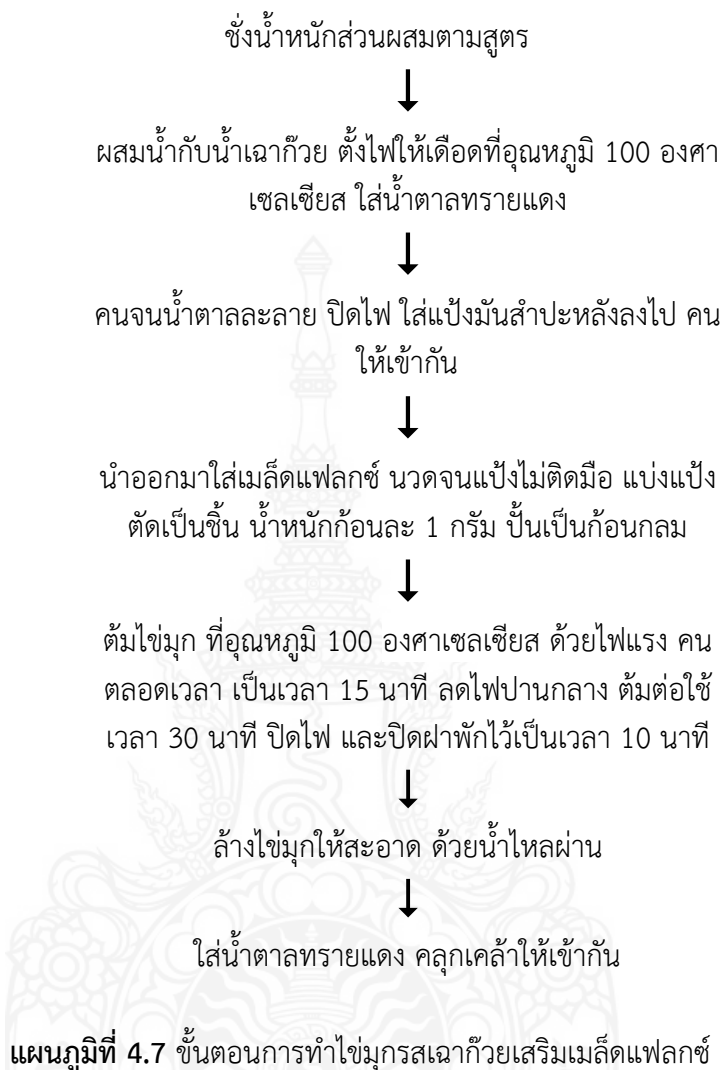 ชั่งน้ำหนักส่วนผสมตามสูตร
ผสมน้ำกับน้ำเฉาก๊วย ตั้งไฟให้เดือดที่อุณหภูมิ 100 องศา
เซลเซียส ใส่น้ำตาลทรายแดง
คนจนน้ำตาลละลาย ปิดไฟ ใส่แป้งมันสำปะหลังลงไป คน
ให้เข้ากัน
นำออกมาใส่เมล็ดแฟลกซ์ นวดจนแป้งไม่ติดมือ แบ่งแป้ง
ตัดเป็นชิ้น น้ำหนักก้อนละ 1 กรัม ปั้นเป็นก้อนกลม
ต้มไข่มุก ที่อุณหภูมิ 100 องศาเซลเซียส ด้วยไฟแรง คน
ตลอดเวลา เป็นเวลา 15 นาที ลดไฟปานกลาง ต้มต่อใช้
เวลา 30 นาที ปิดไฟ และปิดฝาพักไว้เป็นเวลา 10 นาที
ล้างไข่มุกให้สะอาด ด้วยน้ำไหลผ่าน
ใส่น้ำตาลทรายแดง คลุกเคล้าให้เข้ากัน
แผนภูมิที่ 4.7 ขั้นตอนการทำไข่มุกรสเฉาก๊วยเสริมเมล็ดแฟลกซ์